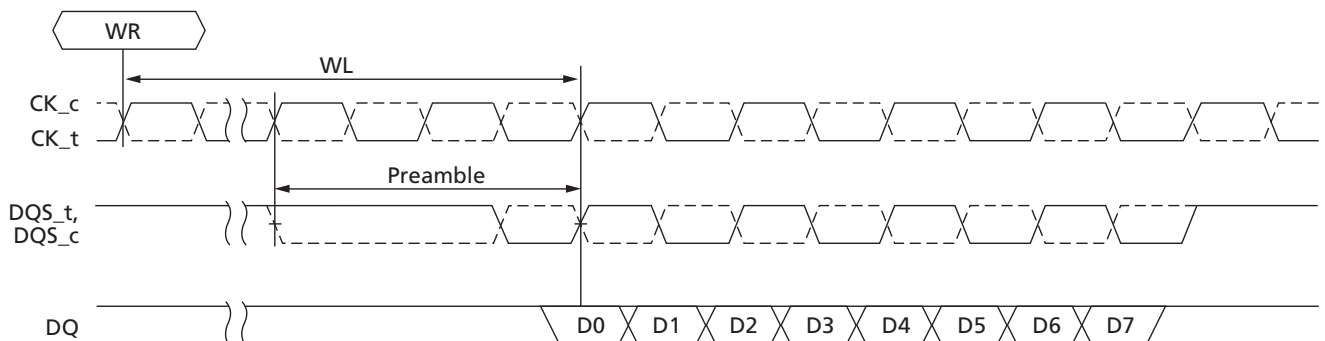 WR
WL
CK_c
CK_t
Preamble
DQS_t,
DQS_c
DQ
D0 D1 D2 D3 D4 D5 D6 D7